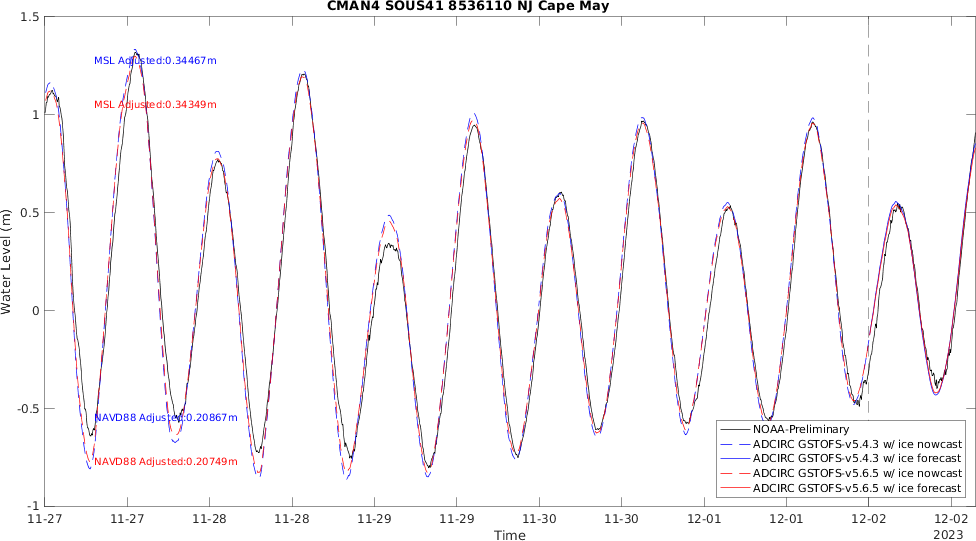 CMAN4 SOUS41 8536110 NJ Cape May
1.5
MSL Adjusted:0.34467m
MSL Adjusted:0.34349m
1
0.5
Water Level (m)
0
-0.5
NAVD88 Adjusted:0.20867m
NAVD88 Adjusted:0.20749m
NOAA-Preliminary
ADCIRC GSTOFS-v5.4.3 w/ ice nowcast
ADCIRC GSTOFS-v5.4.3 w/ ice forecast
ADCIRC GSTOFS-v5.6.5 w/ ice nowcast
ADCIRC GSTOFS-v5.6.5 w/ ice forecast
-1
11-27 11-27 11-28 11-28 11-29 11-29 11-30 11-30 12-01 12-01 12-02 12-02
2023
Time